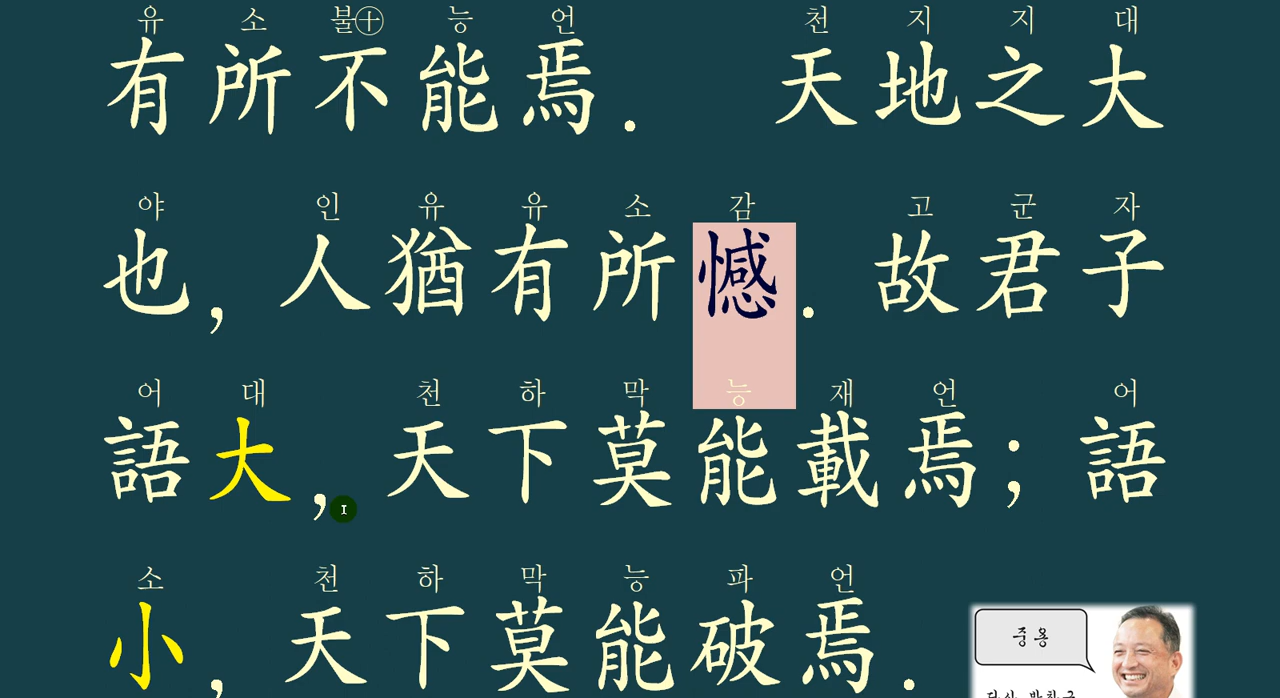 유 소 불㊉ 능 언 천 지 지 대
有所不能焉. 天地之大
야 인 유 유 소 감 고 군 자
也, 人猶有所憾. 故君子
어 대 천 하 막 능 재 언 어
語大, 天下莫能載焉; 語
소 천 하 막 능 파 언
小, 天下莫能破焉.
중용